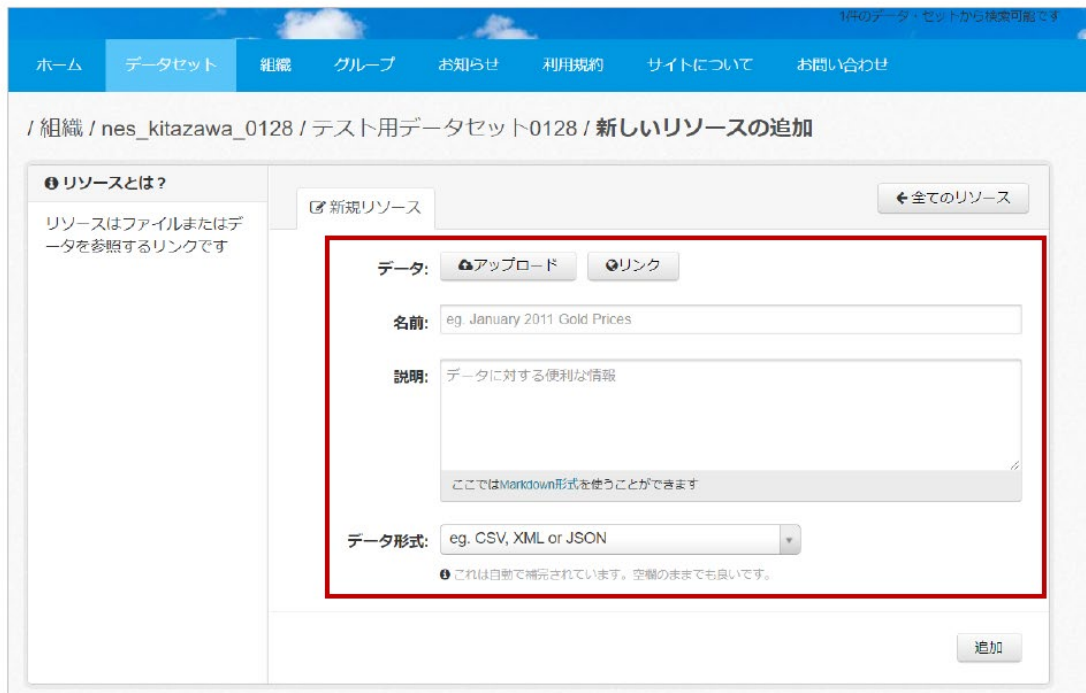 1件のデータ・セットから検索可能です
ホーム データセット 組織 グループ お知らせ 利用規約 サイトについて お問い合わせ
/ 組織 / nes_kitazawa_0128 / テスト用データセット0128 / 新しいリソースの追加
リソースとは？
リソースはファイルまたはデ
ータを参照するリンクです
新規リソース
全てのリソース
データ: アップロード リンク
名前: eg. January 2011 Gold Prices
説明: データに対する便利な情報
ここではMarkdown形式を使うことができます
データ形式: eg. CSV, XML or JSON
これは自動で補完されています。空欄のままでも良いです。
追加